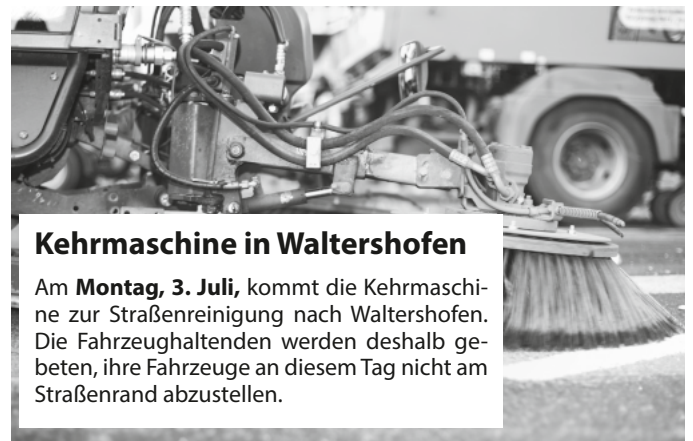 Kehrmaschine in Waltershofen
Am Montag, 3. Juli, kommt die Kehrmaschi-
ne zur Straßenreinigung nach Waltershofen.
Die Fahrzeughaltenden werden deshalb ge-
beten, ihre Fahrzeuge an diesem Tag nicht am
Straßenrand abzustellen.